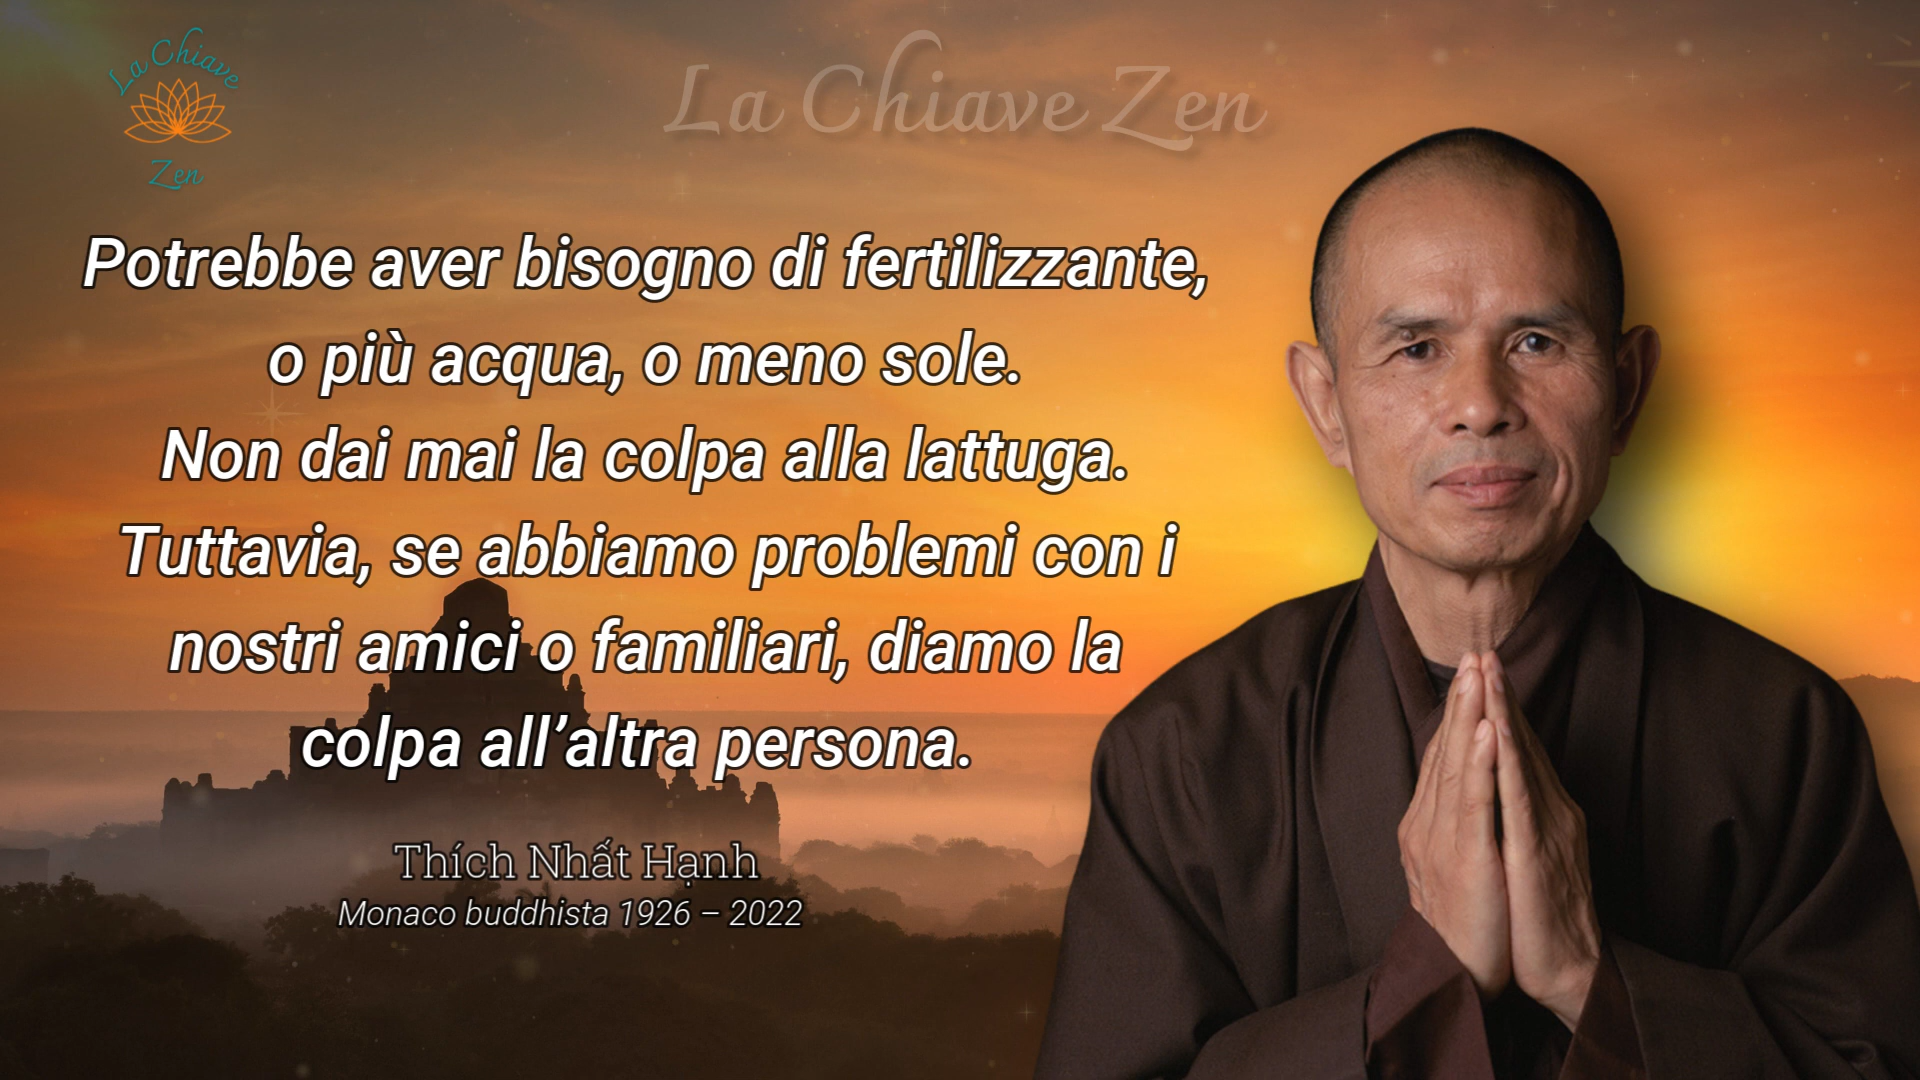 La Chiave
Zen
La Chiave Zen
Potrebbe aver bisogno di fertilizzante,
o più acqua, o meno sole.
Non dai mai la colpa alla lattuga.
Tuttavia, se abbiamo problemi con i
nostri amici o familiari, diamo la
colpa all’altra persona.
Thích Nhất Hạnh
Monaco buddhista 1926 – 2022